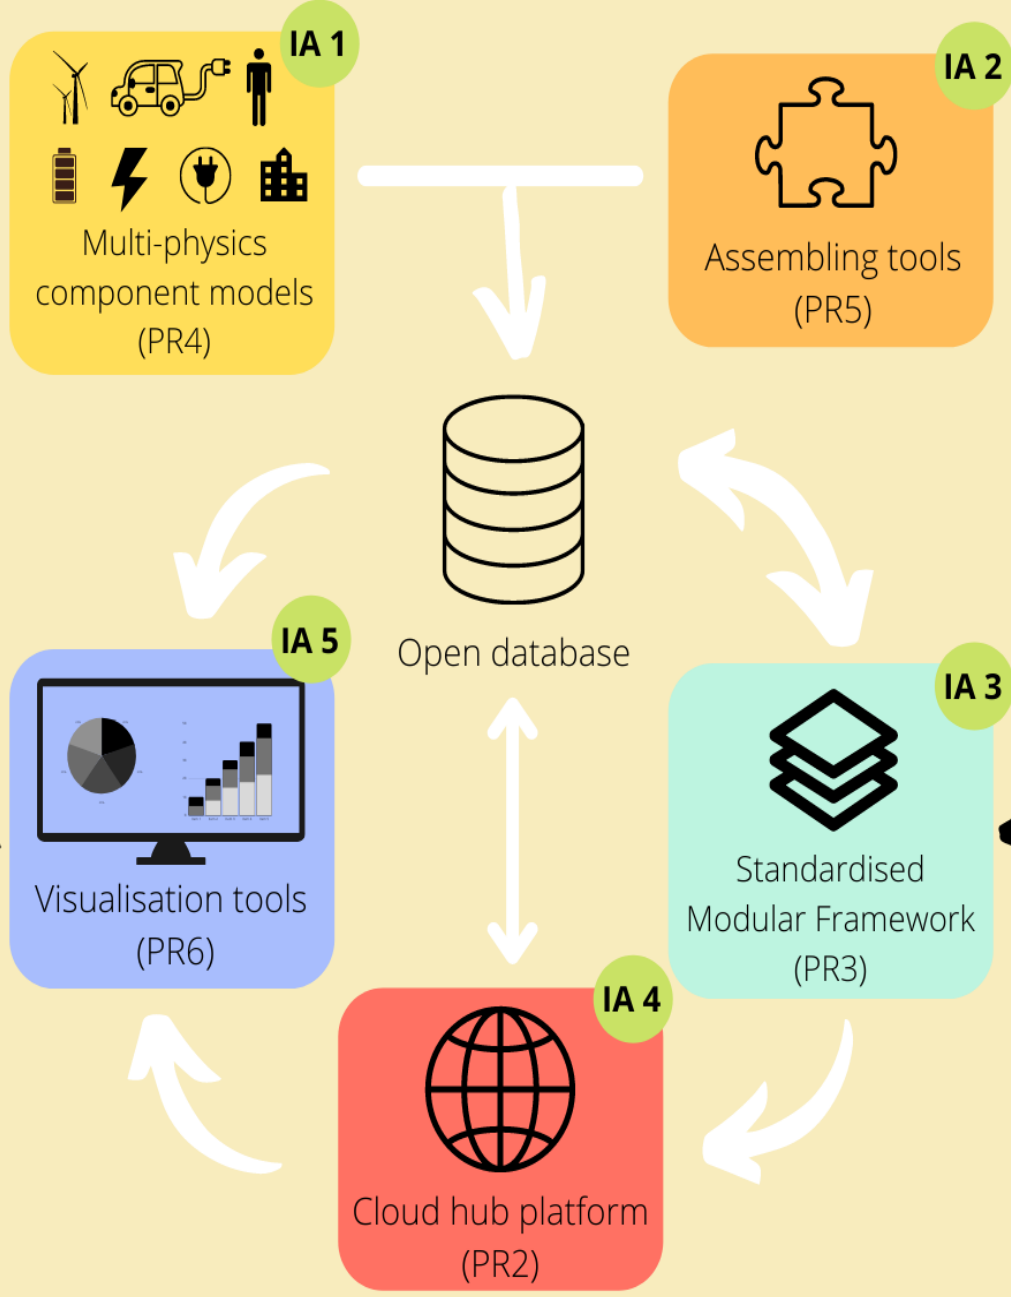 IA 1
Multi-physics
component models
(PR4)
IA 2
Assembling tools
(PR5)
Open database
IA 5
Visualisation tools
(PR6)
IA 3
Standardised
Modular Framework
(PR3)
IA 4
Cloud hub platform
(PR2)